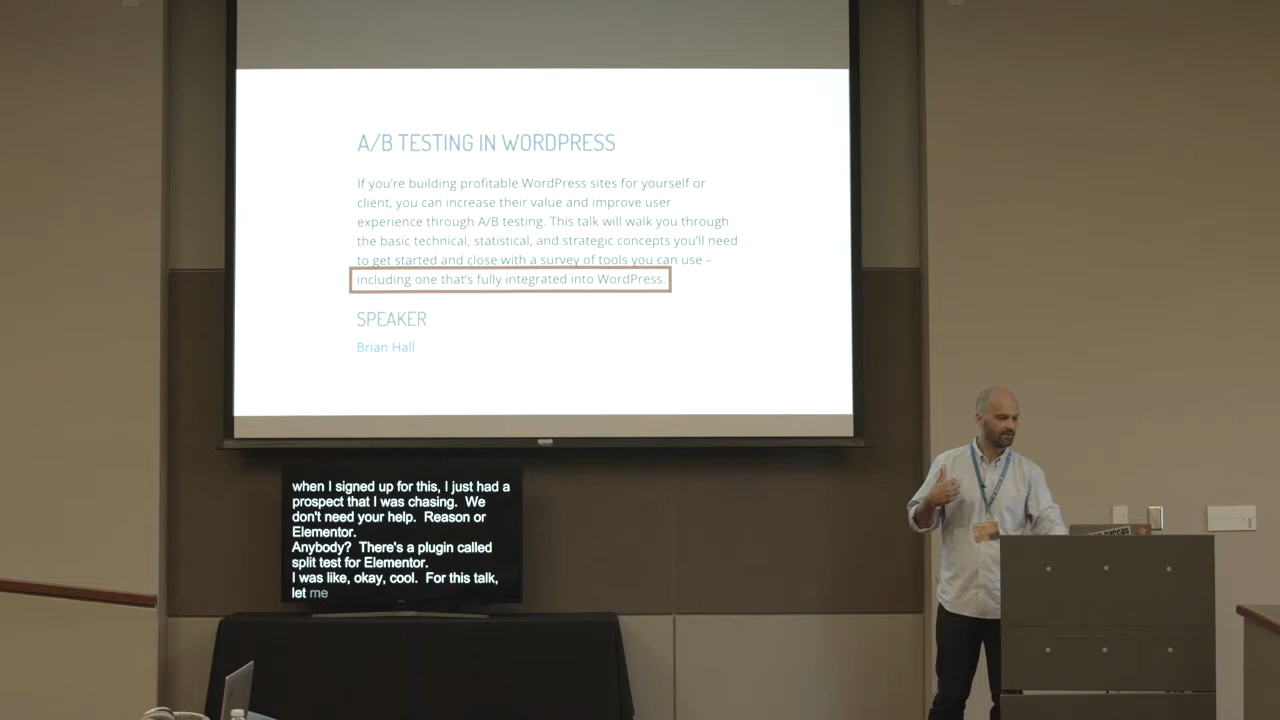 A/B TESTING IN WORDPRESS
If you're building profitable WordPress sites for yourself or
client, you can increase their value and improve user
experience through A/B testing. This talk will walk you through
the basic technical, statistical, and strategic concepts you'll need
to get started and close with a survey of tools you can use –
including one that's fully integrated into WordPress.
SPEAKER
Brian Hall
when I signed up for this, I just had a
prospect that I was chasing. We
don't need your help. Reason or
Elementor.
Anybody? There's a plugin called
split test for Elementor.
I was like, okay, cool. For this talk,
let me